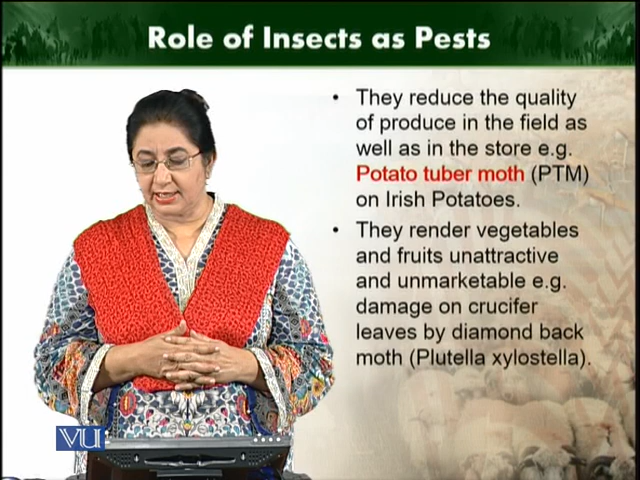 Role of Insects as Pests
• They reduce the quality
of produce in the field as
well as in the store e.g.
Potato tuber moth (PTM)
on Irish Potatoes.
• They render vegetables
and fruits unattractive
and unmarketable e.g.
damage on crucifer
leaves by diamond back
moth (Plutella xylostella).
VU